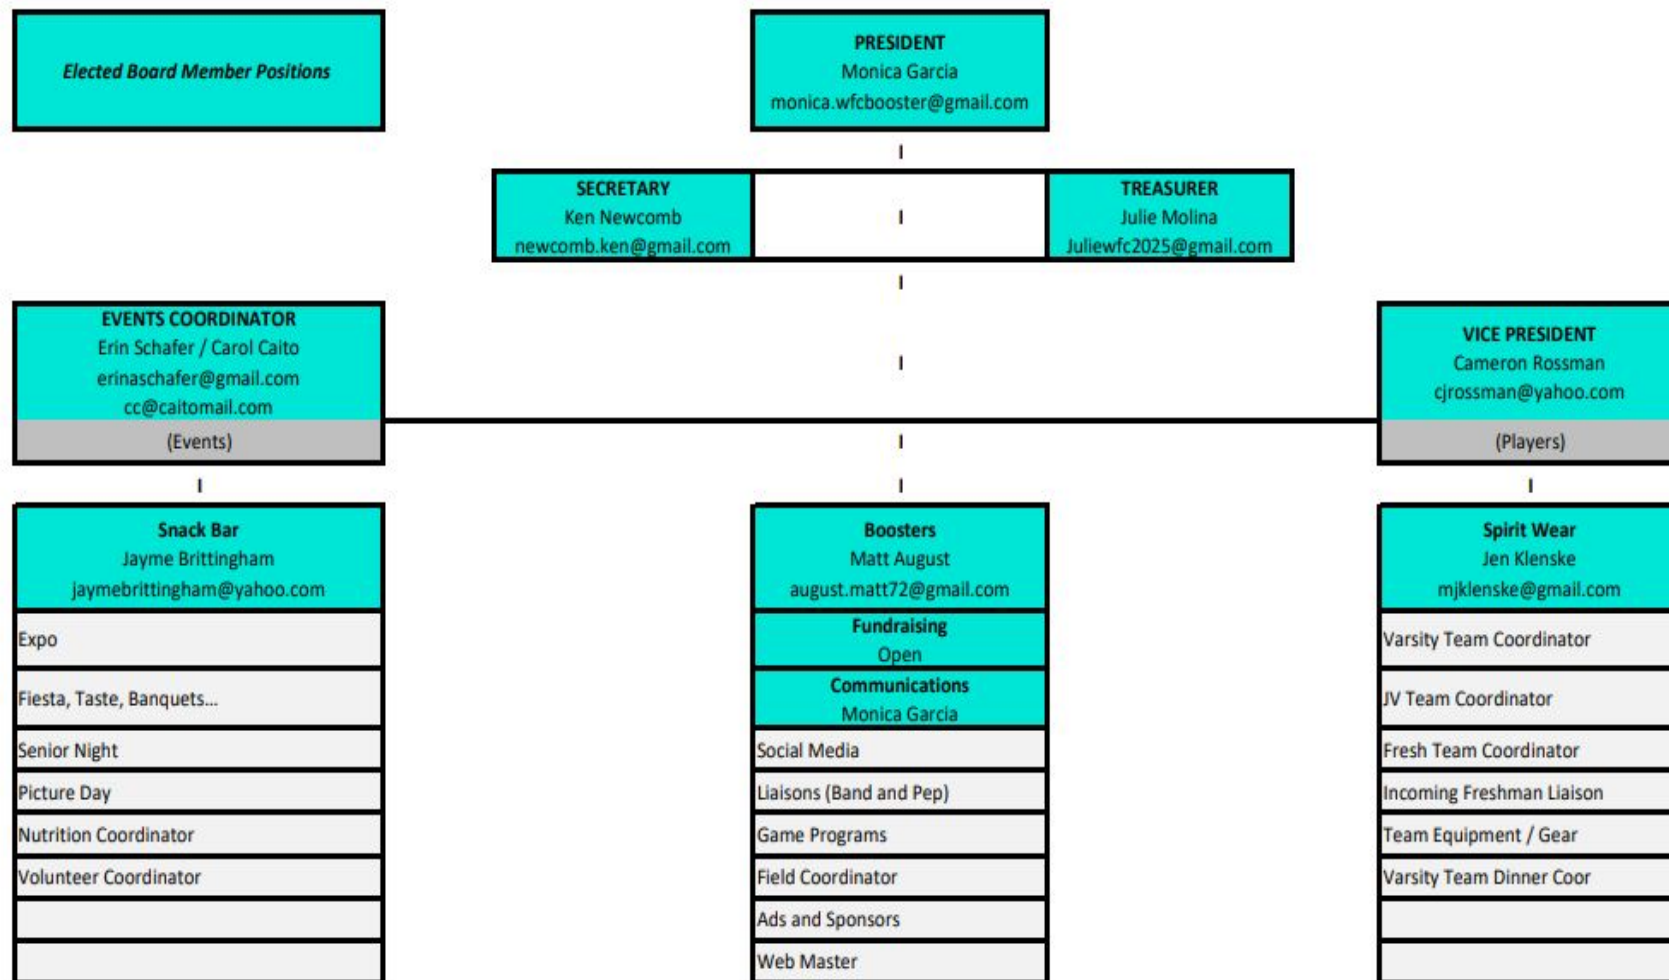 Elected Board Member Positions
PRESIDENT
Monica Garcia
monica.wfcbooster@gmail.com
SECRETARY
Ken Newcomb
newcomb.ken@gmail.com
TREASURER
Julie Molina
Juliewfc2025@gmail.com
EVENTS COORDINATOR
Erin Schafer / Carol Caito
erinaschafer@gmail.com
cc@caitomail.com
(Events)
VICE PRESIDENT
Cameron Rossman
cjrossman@yahoo.com
(Players)
Snack Bar
Jayme Brittingham
jaymebrittingham@yahoo.com
Expo
Fiesta, Taste, Banquets...
Senior Night
Picture Day
Nutrition Coordinator
Volunteer Coordinator
Boosters
Matt August
august.matt72@gmail.com
Fundraising
Open
Communications
Monica Garcia
Social Media
Liaisons (Band and Pep)
Game Programs
Field Coordinator
Ads and Sponsors
Web Master
Spirit Wear
Jen Klenske
mjklenske@gmail.com
Varsity Team Coordinator
JV Team Coordinator
Fresh Team Coordinator
Incoming Freshman Liaison
Team Equipment / Gear
Varsity Team Dinner Coor